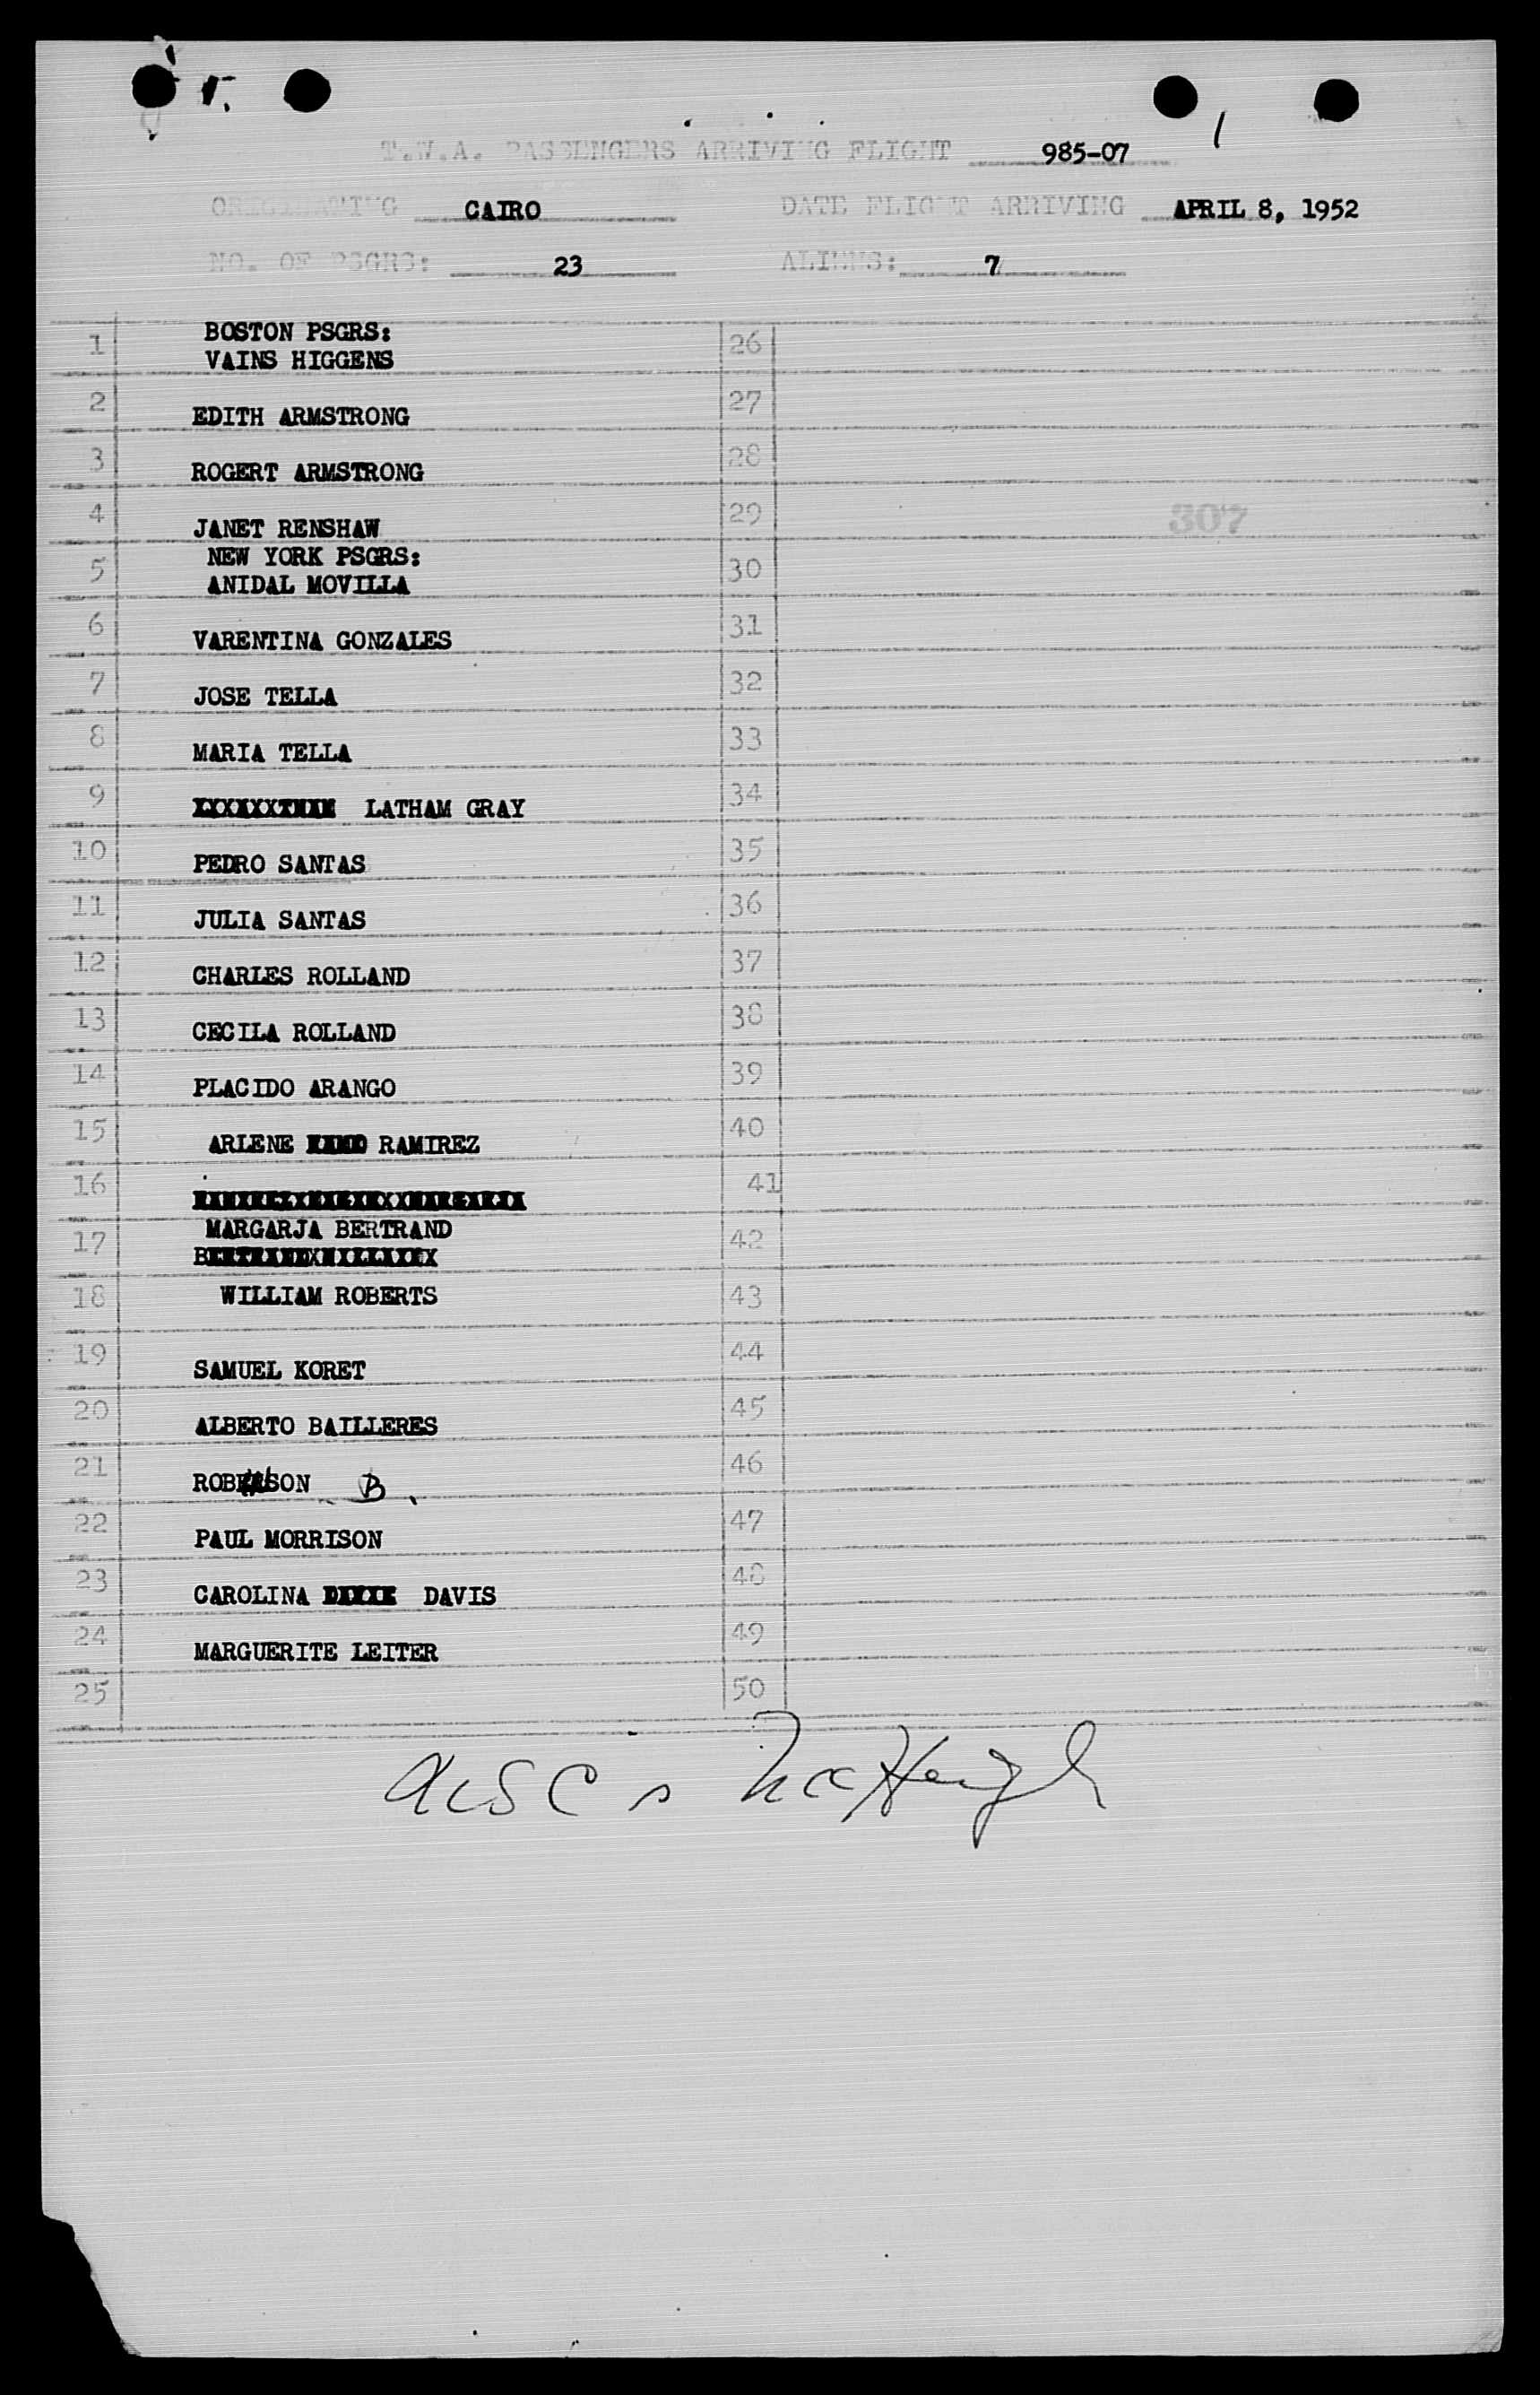 1
T.W.A. PASSENGERS ARRIVING FLIGHT 985-07
ORIGINATING CAIRO DATE FLIGHT ARRIVING APRIL 8, 1952
NO. OF PSGRS: 23 ALIENS: 7
BOSTON PSGRS:
1 VAINS HIGGENS 26
2 EDITH ARMSTRONG 27
3 ROGERT ARMSTRONG 28
4 JANET RENSHAW 29 307
NEW YORK PSGRS:
5 ANIDAL MOVILLA 30
6 VARENTINA GONZALES 31
7 JOSE TELLA 32
8 MARIA TELLA 33
9 LATHAM GRAY 34
10 PEDRO SANTAS 35
11 JULIA SANTAS 36
12 CHARLES ROLLAND 37
13 CECILA ROLLAND 38
14 PLACIDO ARANGO 39
15 ARLENE RAMIREZ 40
16 41
17 MARGARJA BERTRAND 42
18 WILLIAM ROBERTS 43
19 SAMUEL KORET 44
20 ALBERTO BAILLERES 45
21 B. 46
22 PAUL MORRISON 47
23 CAROLINA DAVIS 48
24 MARGUERITE LEITER 49
25 50